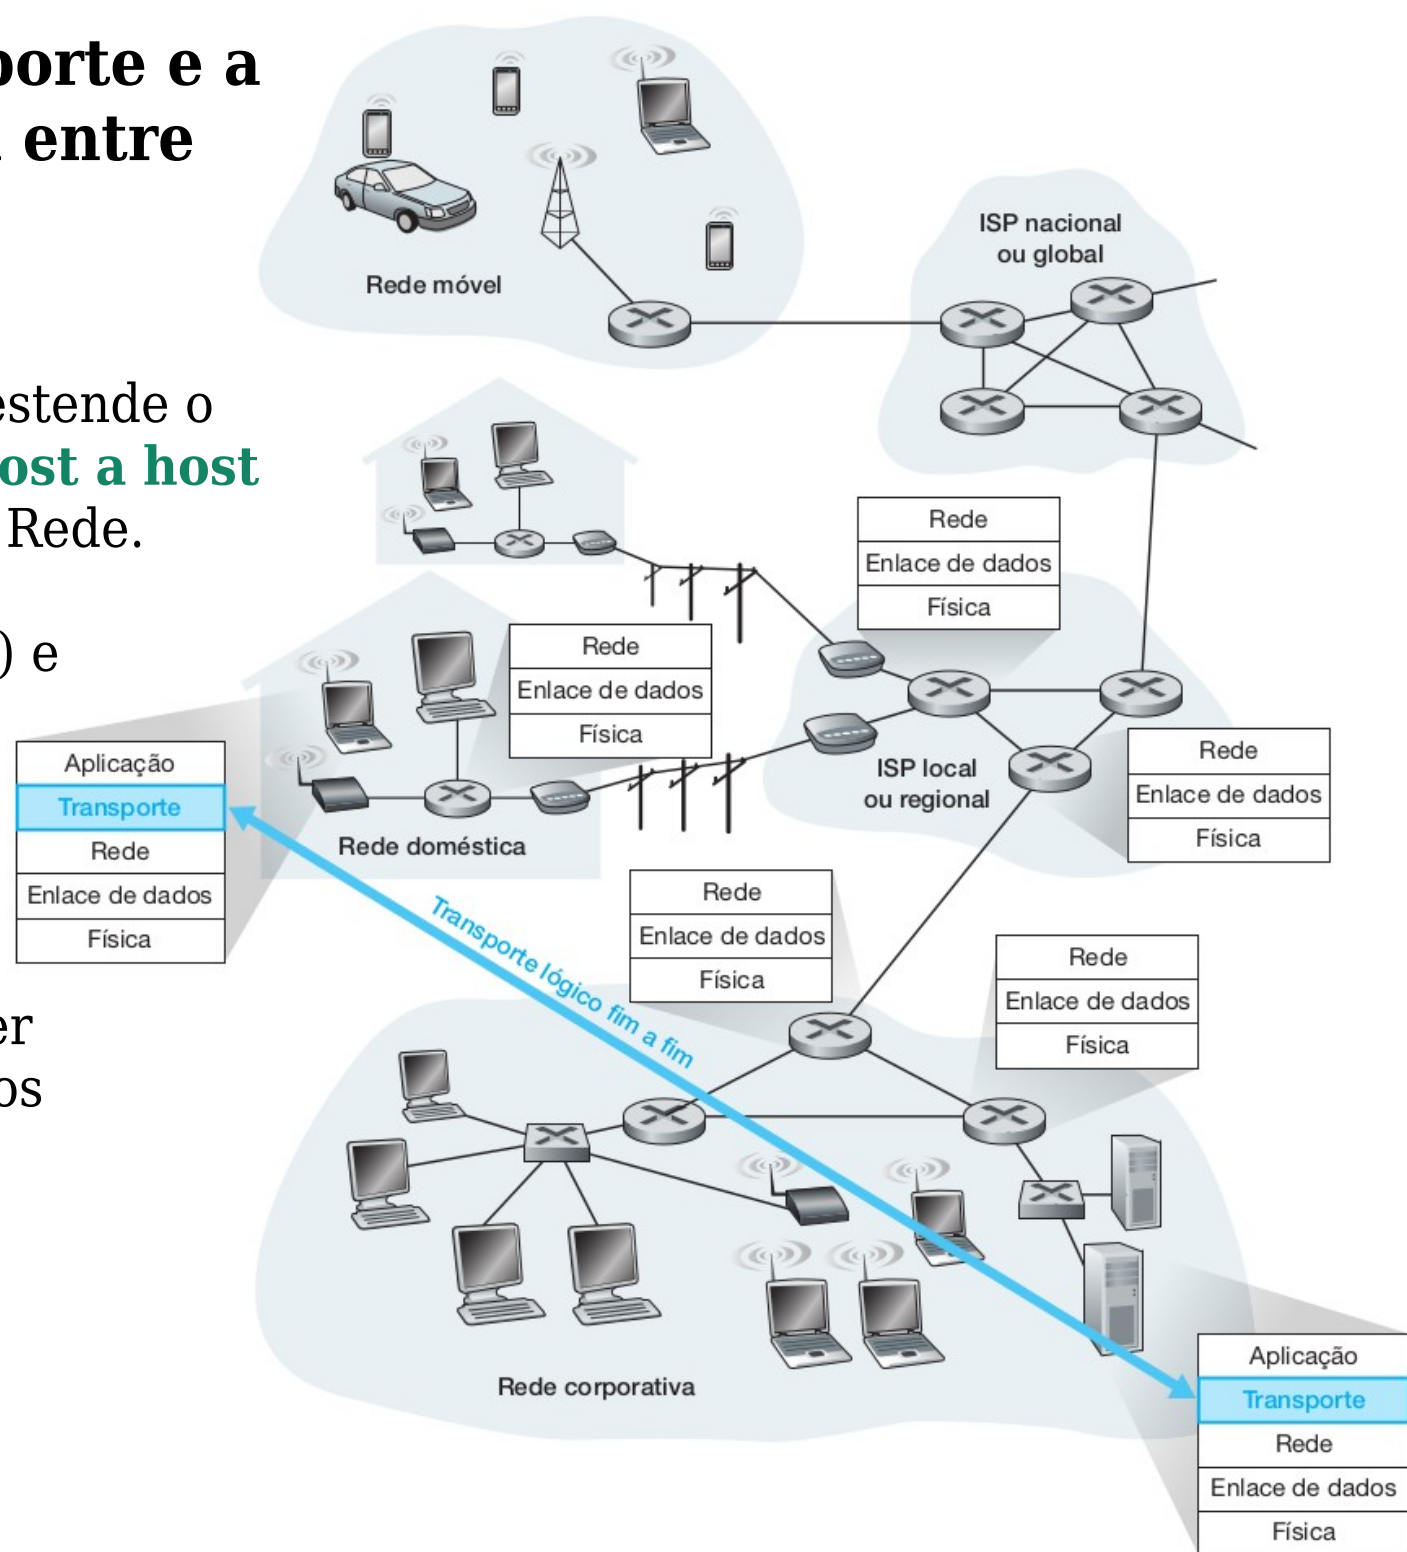 porte e a
entre
estende o
ost a host
Rede.
) e
er
os
Rede móvel
ISP nacional
ou global
Rede
Enlace de dados
Física
Rede
Enlace de dados
Física
ISP local
ou regional
Rede
Enlace de dados
Física
Aplicação
Transporte
Rede
Enlace de dados
Física
Rede doméstica
Transporte lógico fim a fim
Rede
Enlace de dados
Física
Rede
Enlace de dados
Física
Rede corporativa
Aplicação
Transporte
Rede
Enlace de dados
Física